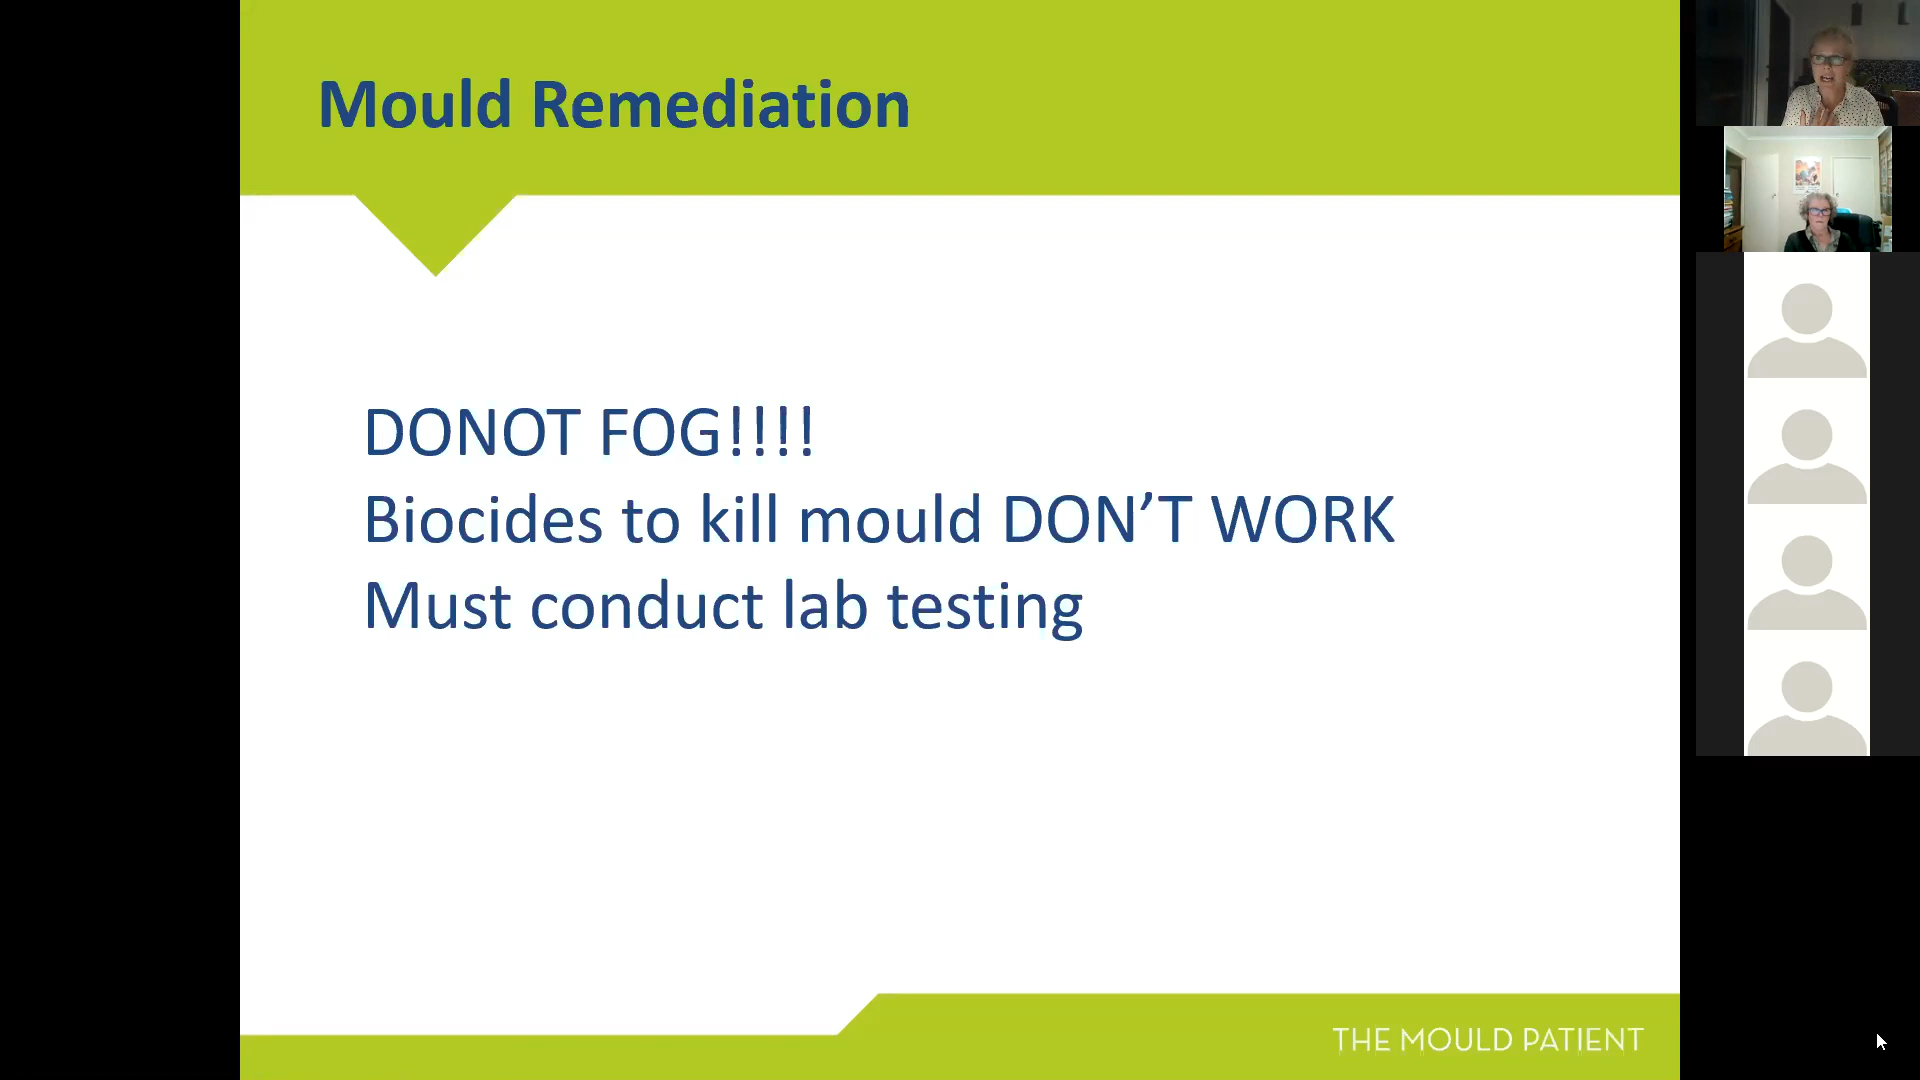 Mould Remediation
DONOT FOG!!!!
Biocides to kill mould DON’T WORK
Must conduct lab testing
THE MOULD PATIENT